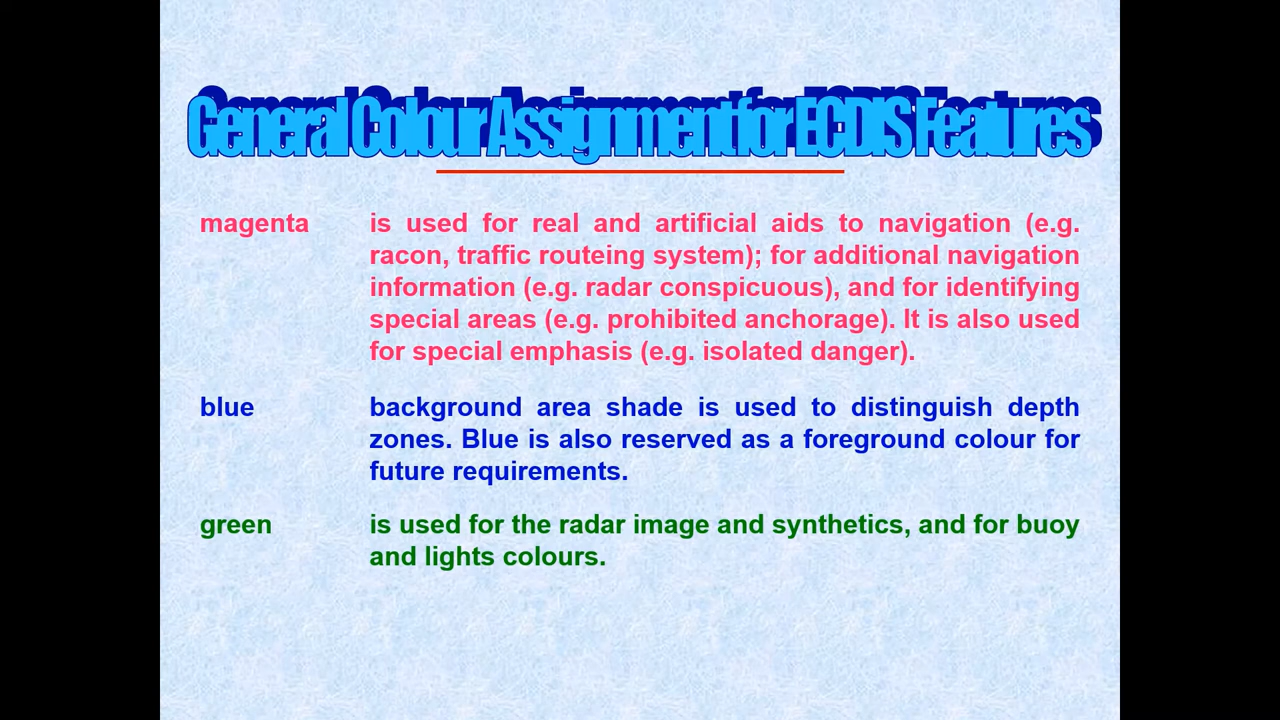 General Colour Assignment for ECDIS Features
magenta is used for real and artificial aids to navigation (e.g.
racon, traffic routeing system); for additional navigation
information (e.g. radar conspicuous), and for identifying
special areas (e.g. prohibited anchorage). It is also used
for special emphasis (e.g. isolated danger).
blue background area shade is used to distinguish depth
zones. Blue is also reserved as a foreground colour for
future requirements.
green is used for the radar image and synthetics, and for buoy
and lights colours.